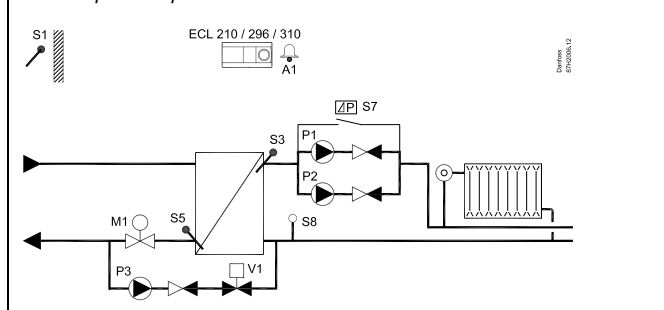 S1
ECL 210 / 296 / 310
A1
Danfoss
87H2006.12
⊿P S7
P1
S3
P2
M1
S5
S8
P3
V1